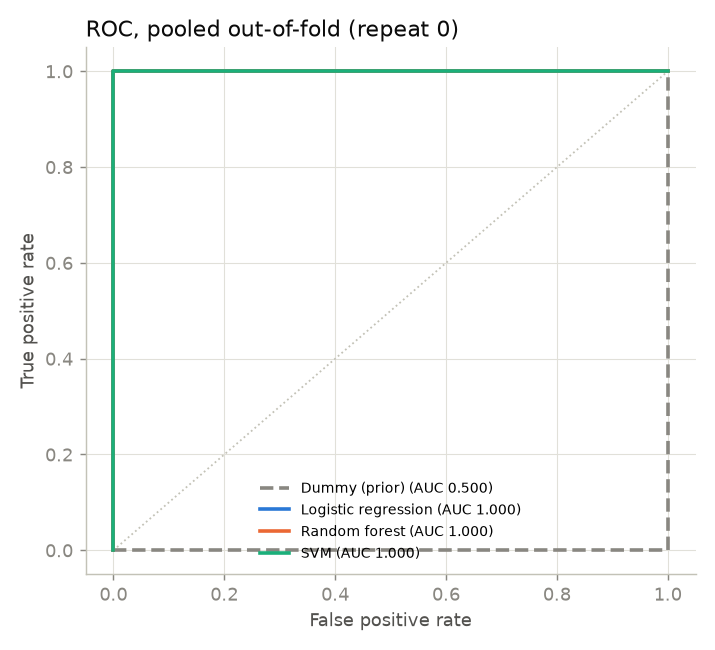 ROC, pooled out-of-fold (repeat 0)
True positive rate
1.0
0.8
0.6
0.4
0.2
0.0
Dummy (prior) (AUC 0.500)
Logistic regression (AUC 1.000)
Random forest (AUC 1.000)
SVM (AUC 1.000)
0.0 0.2 0.4 0.6 0.8 1.0
False positive rate